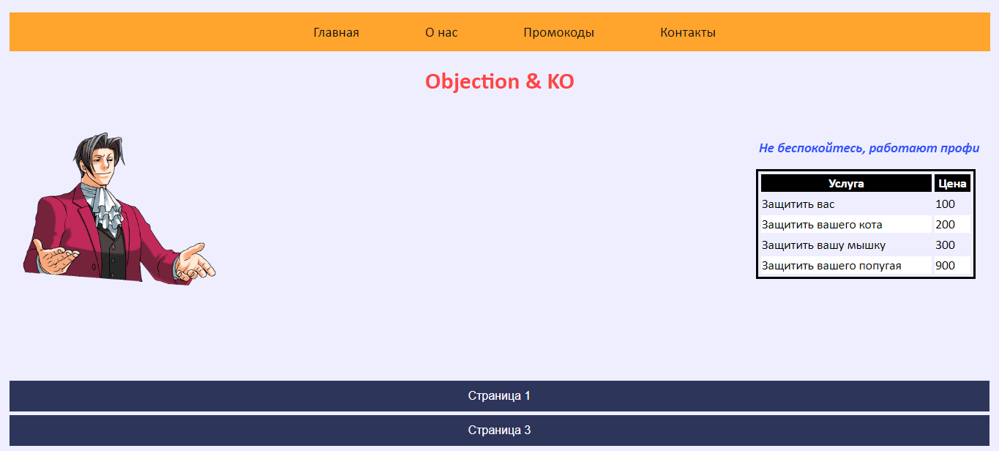 Главная О нас Промокоды Контакты
Objection & KO
Не беспокойтесь, работают профи
Услуга Цена
Защитить вас 100
Защитить вашего кота 200
Защитить вашу мышку 300
Защитить вашего попугая 900
Страница 1
Страница 3